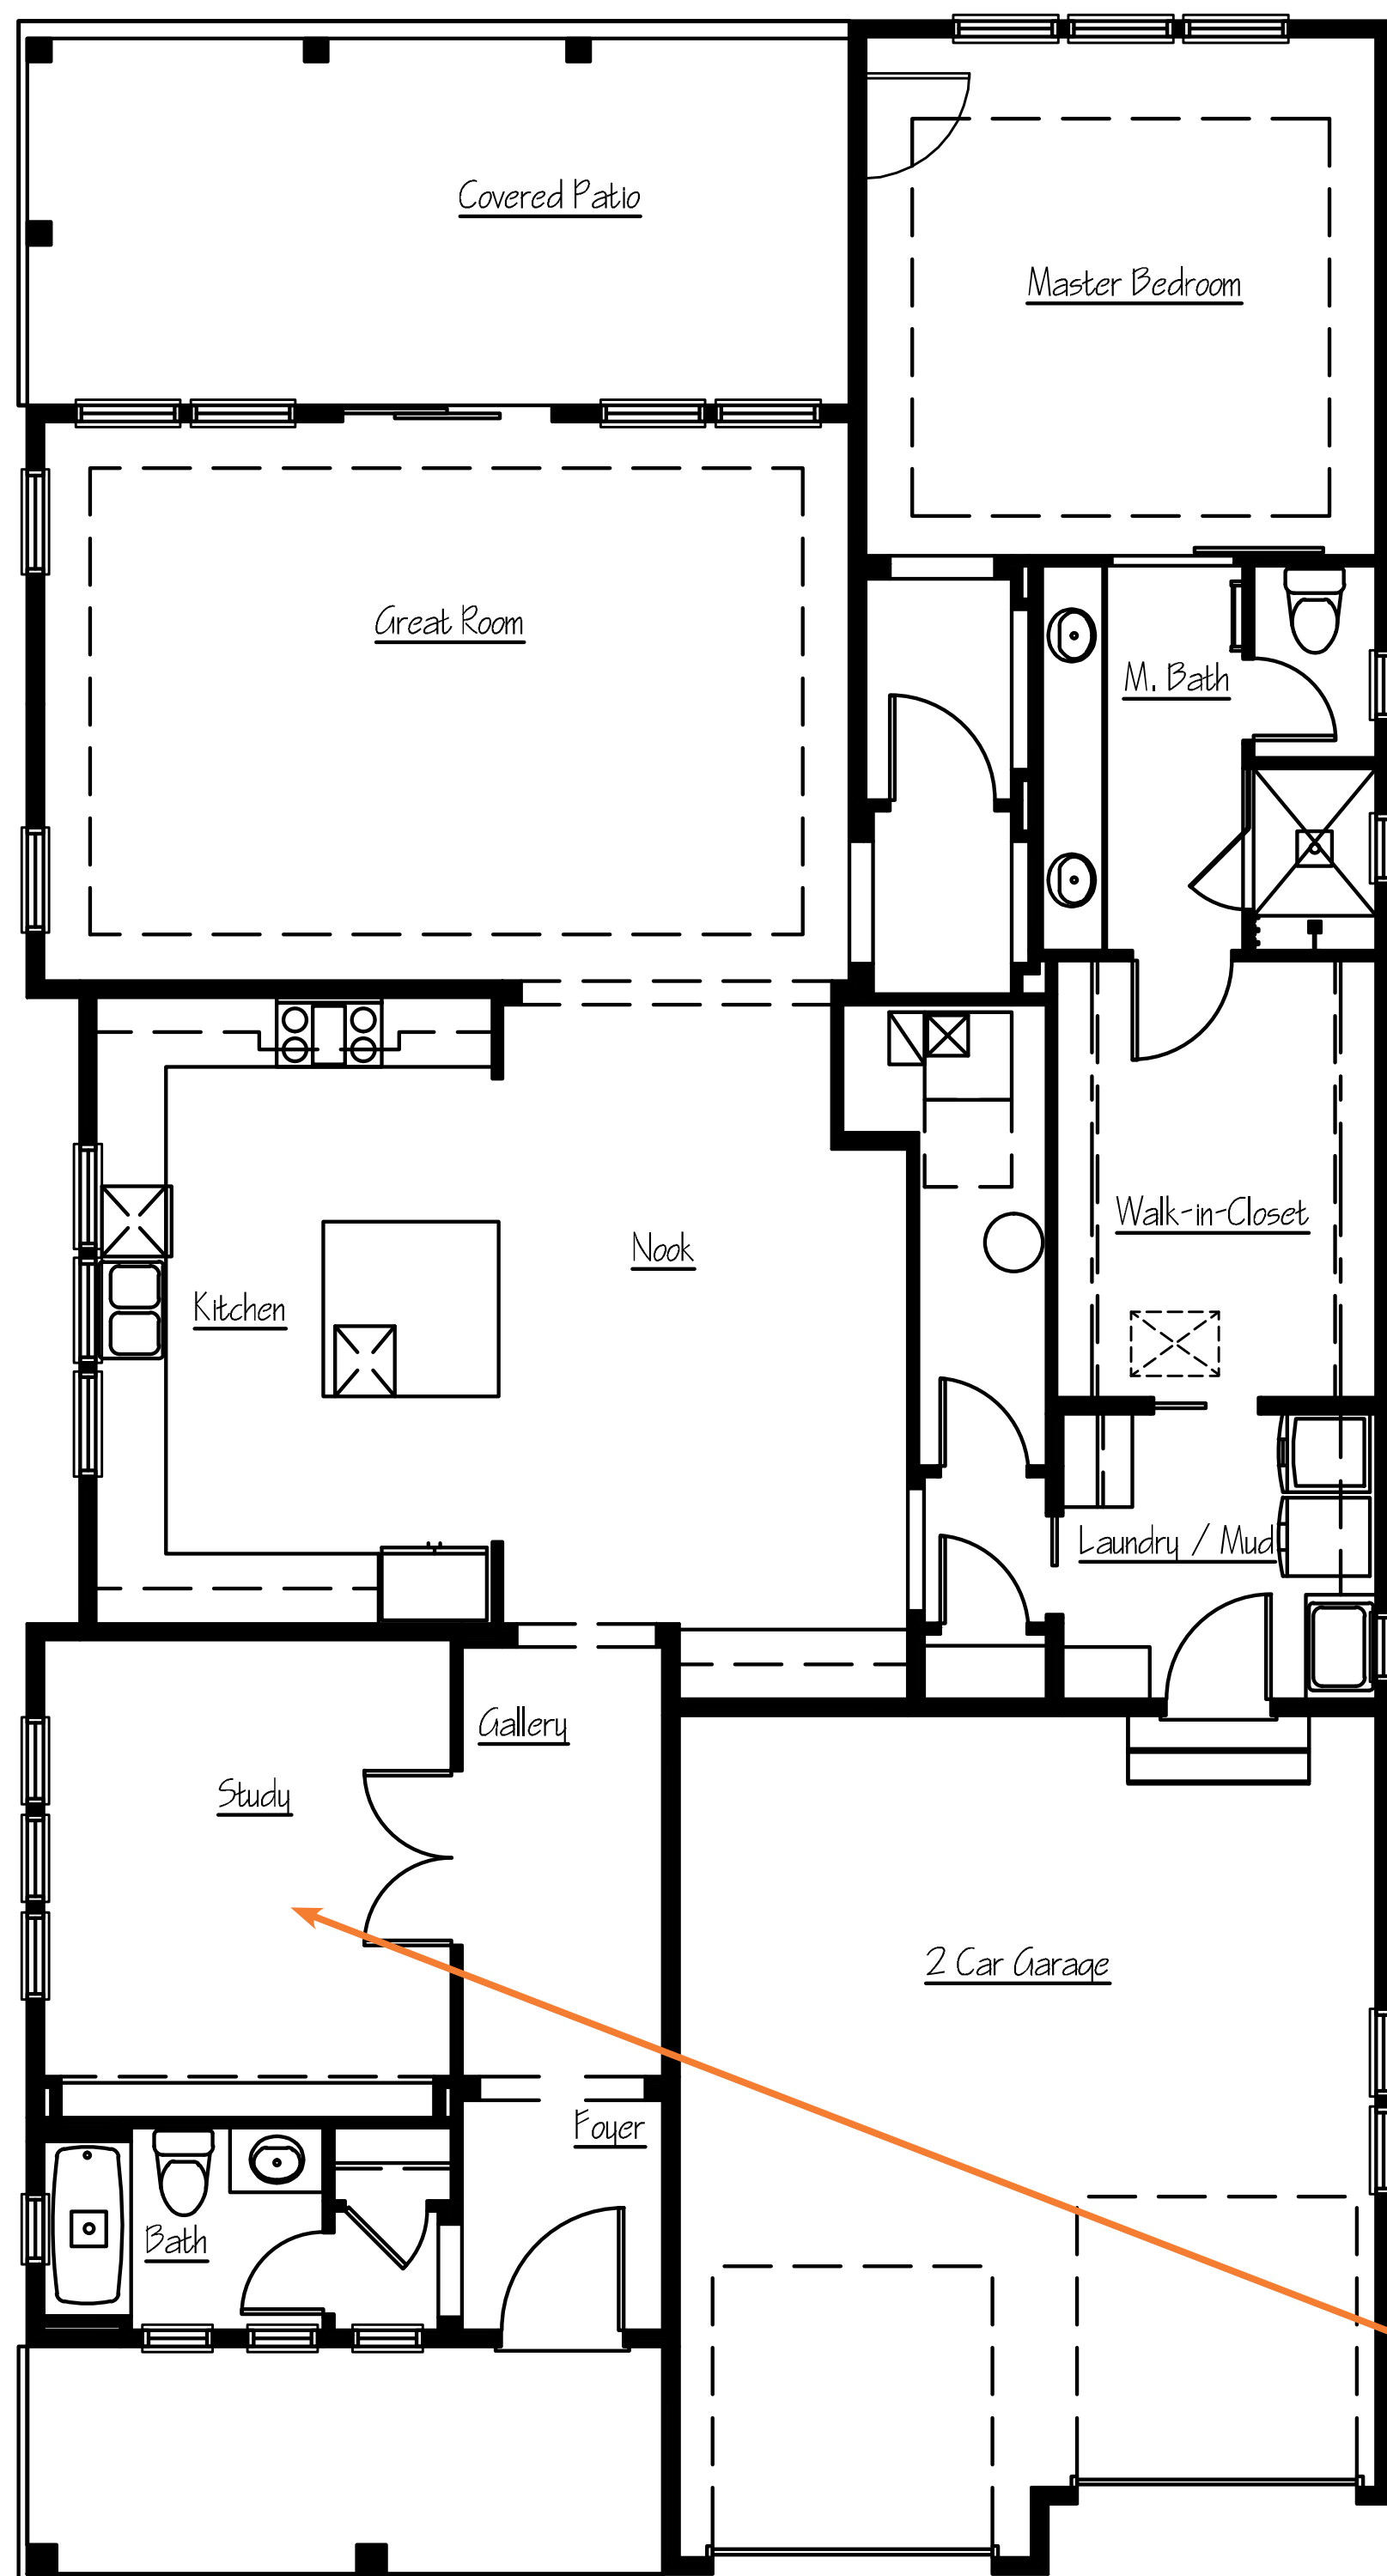 Covered Patio
Master Bedroom
Great Room
M. Bath
Walk-in-Closet
Nook
Kitchen
Laundry / Mud
Gallery
Study
2 Car Garage
Foyer
Bath